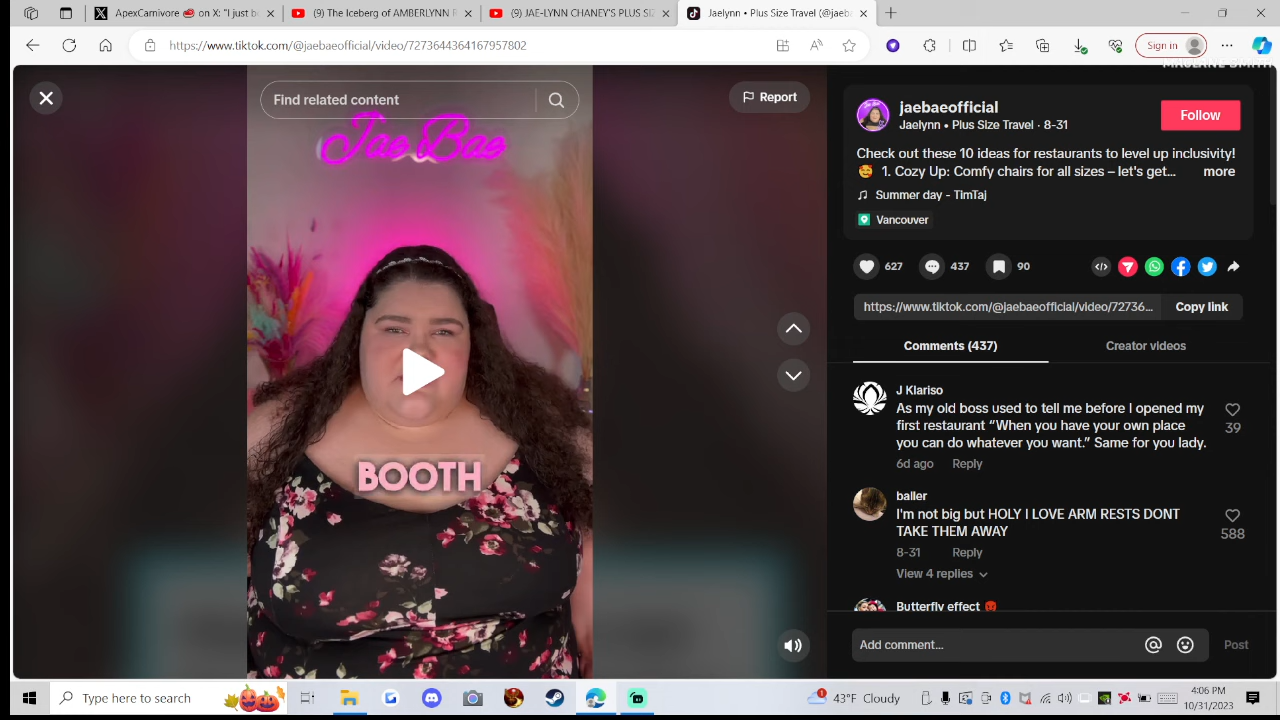 ApexCarnivore 🥩 on X: "I just b
(9) The Iceberg of AMBERLYNN R
(9) JAE-LYNN CHANEY'S PLUS SI
Jaelynn • Plus Size Travel (@jaeb
https://www.tiktok.com/@jaebaeofficial/video/7273644364167957802
Sign in
Find related content
Report
Jae Bae
BOOTH
jaebaeofficial
Jaelynn • Plus Size Travel · 8-31
Follow
Check out these 10 ideas for restaurants to level up inclusivity!
🥰 1. Cozy Up: Comfy chairs for all sizes – let's get... more
Summer day - TimTaj
Vancouver
627 437 90
https://www.tiktok.com/@jaebaeofficial/video/72736... Copy link
Comments (437) Creator videos
J Klariso
As my old boss used to tell me before I opened my
first restaurant “When you have your own place
you can do whatever you want.” Same for you lady.
39
6d ago Reply
baller
I'm not big but HOLY I LOVE ARM RESTS DONT
TAKE THEM AWAY
588
8-31 Reply
View 4 replies
Butterfly effect
Add comment... Post
Type here to search
1
43°F Cloudy
4:06 PM
10/31/2023